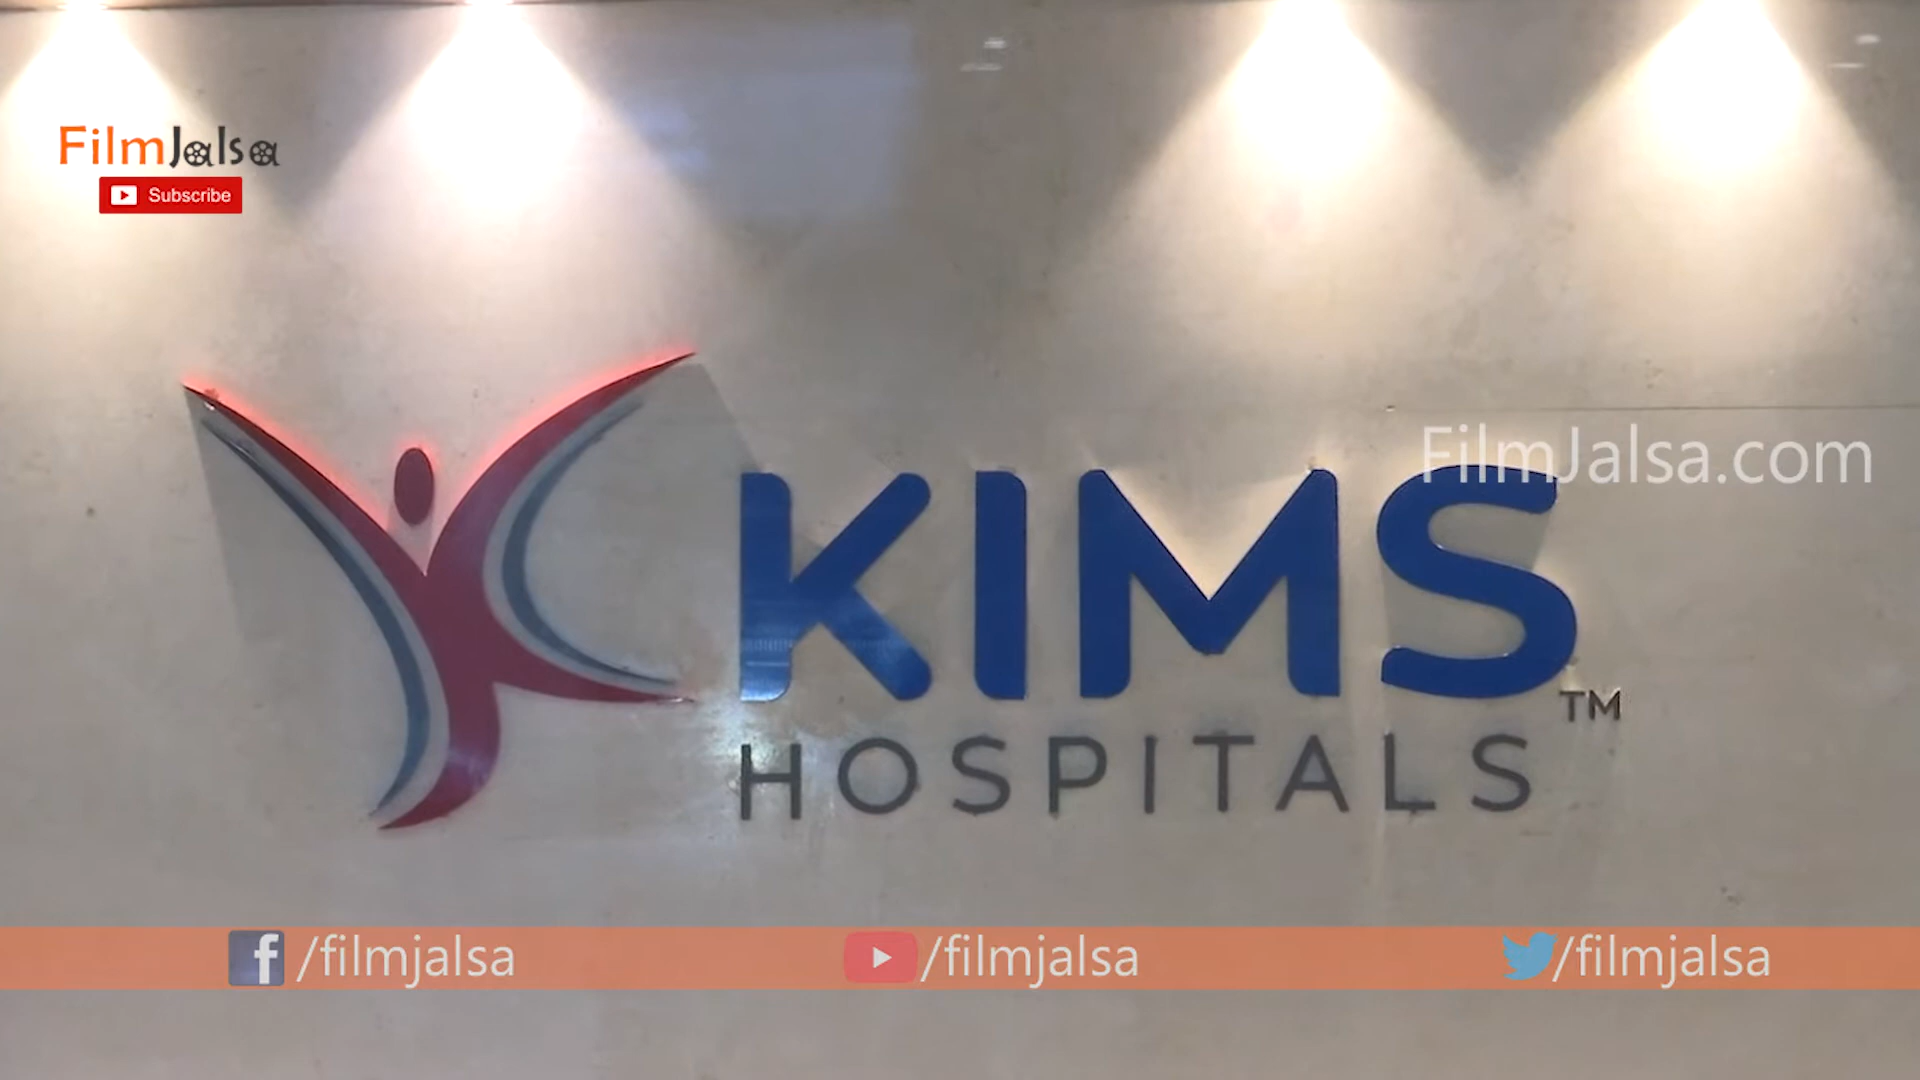 FilmJalsa
Subscribe
FilmJalsa.com
KIMS
TM
HOSPITALS
/filmjalsa
/filmjalsa
/filmjalsa